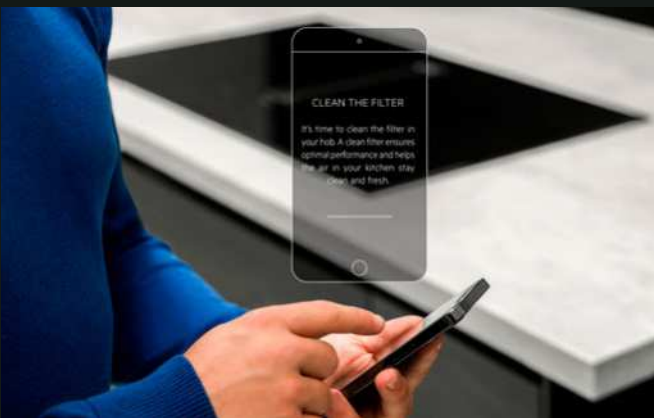 CLEAN THE FILTER
It's time to clean the filter in
your hob. A clean filter ensures
optimal performance and helps
the air in your kitchen stay
clean and fresh.